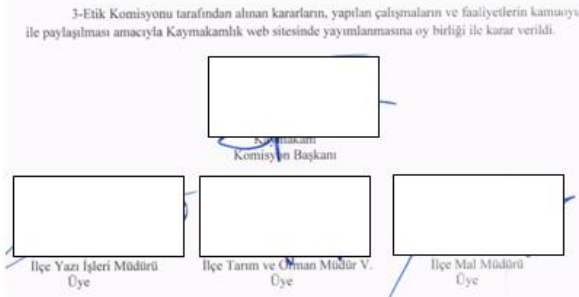 3-Etik Komisyonu tarafından alınan kararların, yapılan çalışmaların ve faaliyetlerin kamuoyu
ile paylaşılması amacıyla Kaymakamlık web sitesinde yayımlanmasına oy birliği ile karar verildi.
Kaymakam
Komisyon Başkanı
İlçe Yazı İşleri Müdürü
Üye
İlçe Tarım ve Orman Müdür V.
Üye
İlçe Mal Müdürü
Üye